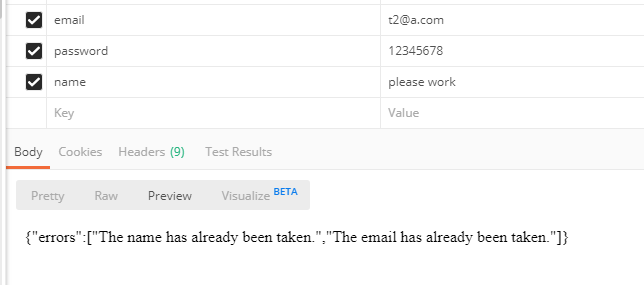 email t2@a.com
password 12345678
name please work
Key Value
Body Cookies Headers (9) Test Results
Pretty Raw Preview Visualize BETA
{"errors":["The name has already been taken.","The email has already been taken."]}